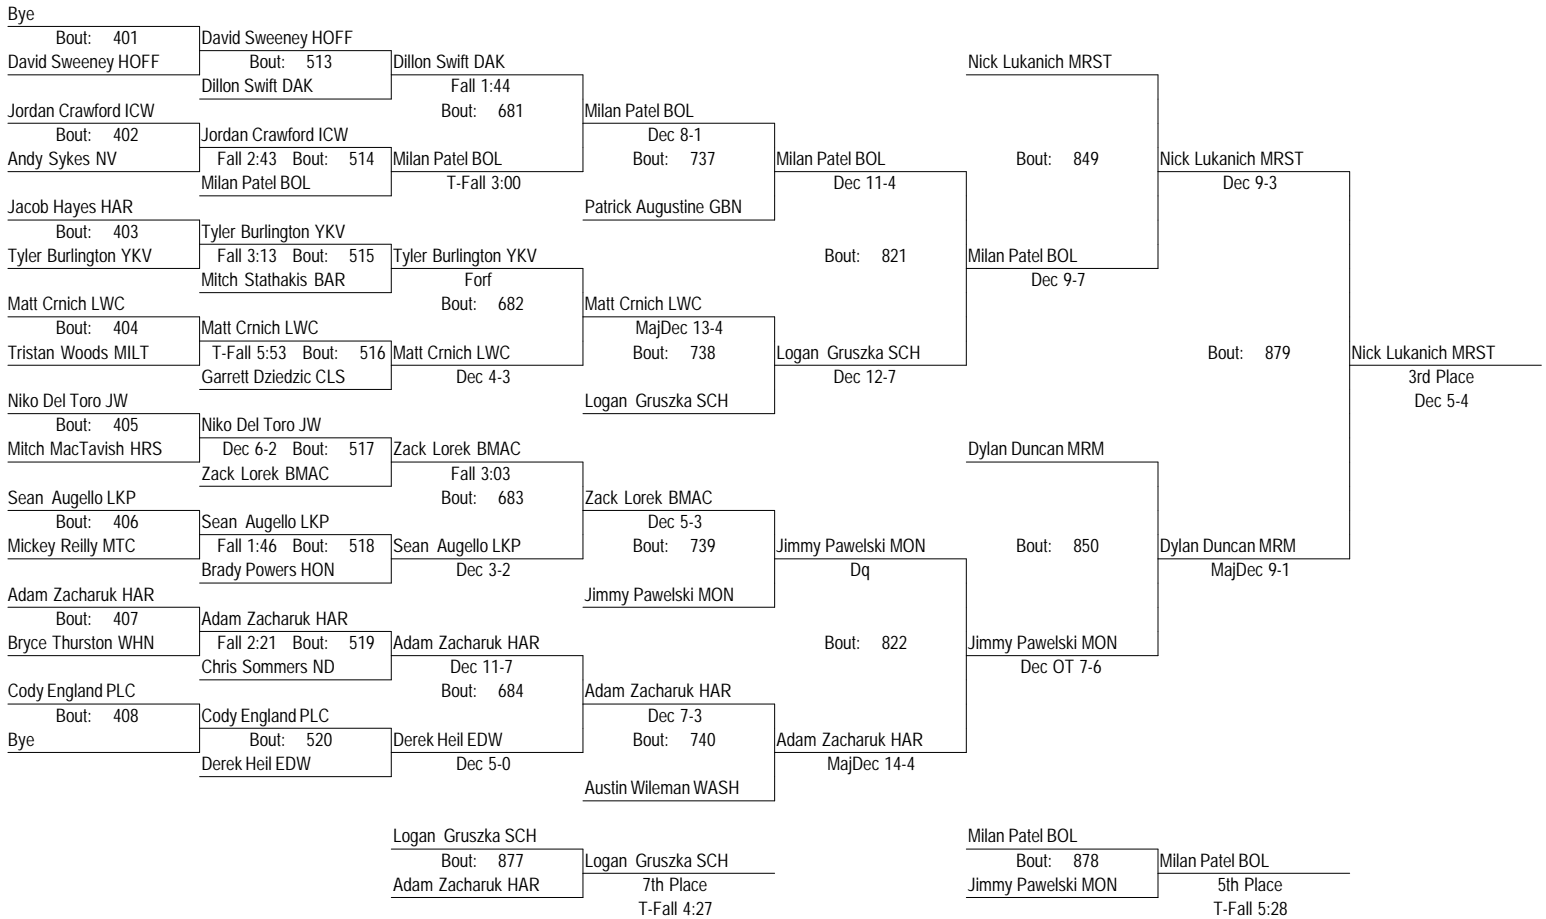 Bye
Bout: 401 David Sweeney HOFF
David Sweeney HOFF Bout: 513 Dillon Swift DAK Nick Lukanich MRST
Dillon Swift DAK Fall 1:44
Jordan Crawford ICW Bout: 681 Milan Patel BOL
Bout: 402 Jordan Crawford ICW Dec 8-1
Andy Sykes NV Fall 2:43 Bout: 514 Milan Patel BOL Bout: 737 Milan Patel BOL Bout: 849 Nick Lukanich MRST
Milan Patel BOL T-Fall 3:00 Dec 11-4 Dec 9-3
Jacob Hayes HAR Patrick Augustine GBN
Bout: 403 Tyler Burlington YKV
Tyler Burlington YKV Fall 3:13 Bout: 515 Tyler Burlington YKV Bout: 821 Milan Patel BOL
Mitch Stathakis BAR Forf Dec 9-7
Matt Crnich LWC Bout: 682 Matt Crnich LWC
Bout: 404 Matt Crnich LWC MajDec 13-4
Tristan Woods MILT T-Fall 5:53 Bout: 516 Matt Crnich LWC Bout: 738 Logan Gruszka SCH Bout: 879 Nick Lukanich MRST
Garrett Dziedzic CLS Dec 4-3 Dec 12-7 3rd Place
Niko Del Toro JW Logan Gruszka SCH Dec 5-4
Bout: 405 Niko Del Toro JW
Mitch MacTavish HRS Dec 6-2 Bout: 517 Zack Lorek BMAC Dylan Duncan MRM
Zack Lorek BMAC Fall 3:03
Sean Augello LKP Bout: 683 Zack Lorek BMAC
Bout: 406 Sean Augello LKP Dec 5-3
Mickey Reilly MTC Fall 1:46 Bout: 518 Sean Augello LKP Bout: 739 Jimmy Pawelski MON Bout: 850 Dylan Duncan MRM
Brady Powers HON Dec 3-2 Dq MajDec 9-1
Adam Zacharuk HAR Jimmy Pawelski MON
Bout: 407 Adam Zacharuk HAR
Bryce Thurston WHN Fall 2:21 Bout: 519 Adam Zacharuk HAR Bout: 822 Jimmy Pawelski MON
Chris Sommers ND Dec 11-7 Dec OT 7-6
Cody England PLC Bout: 684 Adam Zacharuk HAR
Bout: 408 Cody England PLC Dec 7-3
Bye Bout: 520 Derek Heil EDW Bout: 740 Adam Zacharuk HAR
Derek Heil EDW Dec 5-0 MajDec 14-4
Austin Wileman WASH
Logan Gruszka SCH Milan Patel BOL
Bout: 877 Logan Gruszka SCH Bout: 878 Milan Patel BOL
Adam Zacharuk HAR 7th Place Jimmy Pawelski MON 5th Place
T-Fall 4:27 T-Fall 5:28